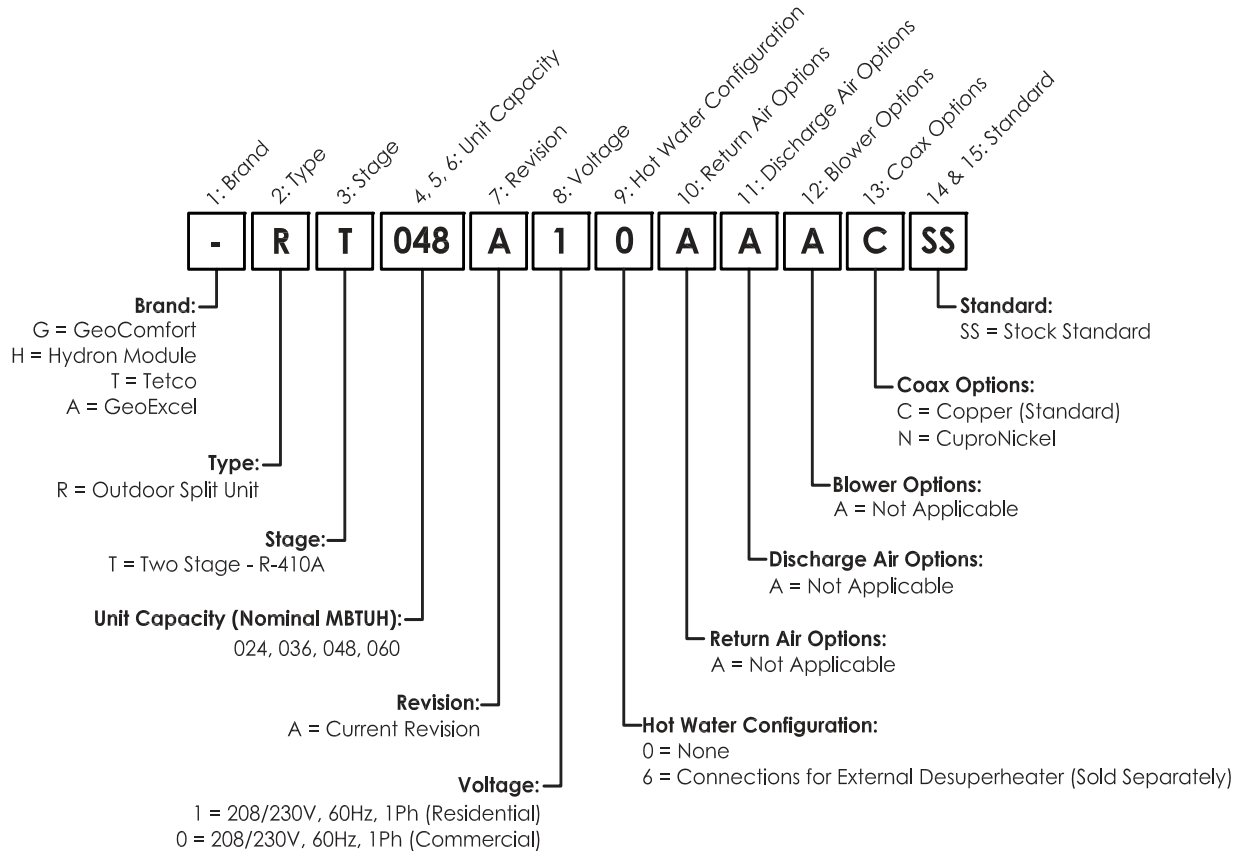 1: Brand
2: Type
3: Stage
4, 5, 6: Unit Capacity
7: Revision
8: Voltage
9: Hot Water Configuration
10: Return Air Options
11: Discharge Air Options
12: Blower Options
13: Coax Options
14 & 15: Standard
- R T 048 A 1 0 A A A C SS
Brand:
G = GeoComfort
H = Hydron Module
T = Tetco
A = GeoExcel
Type:
R = Outdoor Split Unit
Stage:
T = Two Stage - R-410A
Unit Capacity (Nominal MBTUH):
024, 036, 048, 060
Revision:
A = Current Revision
Voltage:
1 = 208/230V, 60Hz, 1Ph (Residential)
0 = 208/230V, 60Hz, 1Ph (Commercial)
Standard:
SS = Stock Standard
Coax Options:
C = Copper (Standard)
N = CuproNickel
Blower Options:
A = Not Applicable
Discharge Air Options:
A = Not Applicable
Return Air Options:
A = Not Applicable
Hot Water Configuration:
0 = None
6 = Connections for External Desuperheater (Sold Separately)